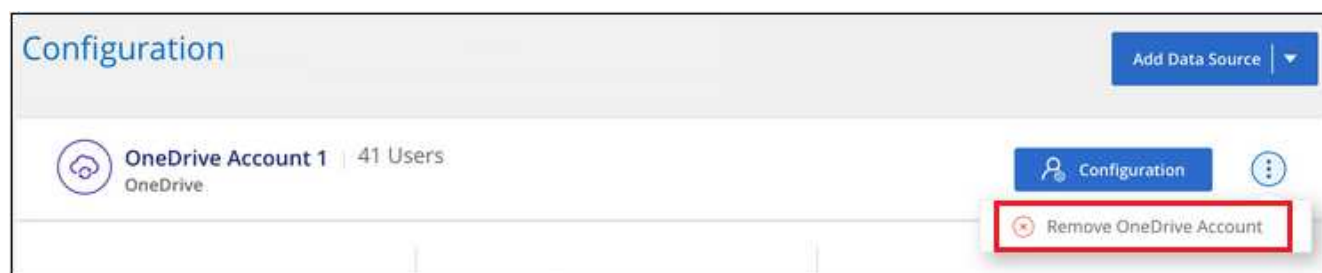 Configuration
Add Data Source
OneDrive Account 1 | 41 Users
OneDrive
Configuration
Remove OneDrive Account